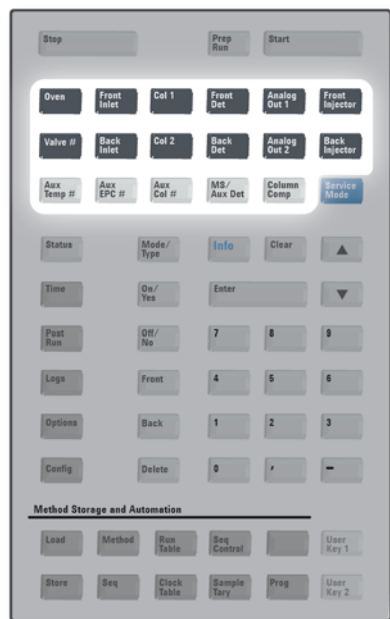 Stop
Prep
Run
Start
Oven
Front
Inlet
Col 1
Front
Det
Analog
Out 1
Front
Injector
Valve #
Back
Inlet
Col 2
Back
Det
Analog
Out 2
Back
Injector
Aux
Temp #
Aux
EPC #
Aux
Col #
MS/
Aux Det
Column
Comp
Service
Mode
Status
Mode/
Type
Info
Clear
▲
Time
On/
Yes
Enter
▼
Post
Run
Off/
No
7
8
9
Logs
Front
4
5
6
Options
Back
1
2
3
Config
Delete
0
,
-
Method Storage and Automation
Load
Method
Run
Table
Seq
Control
User
Key 1
Store
Seq
Clock
Table
Sample
Tary
Prog
User
Key 2